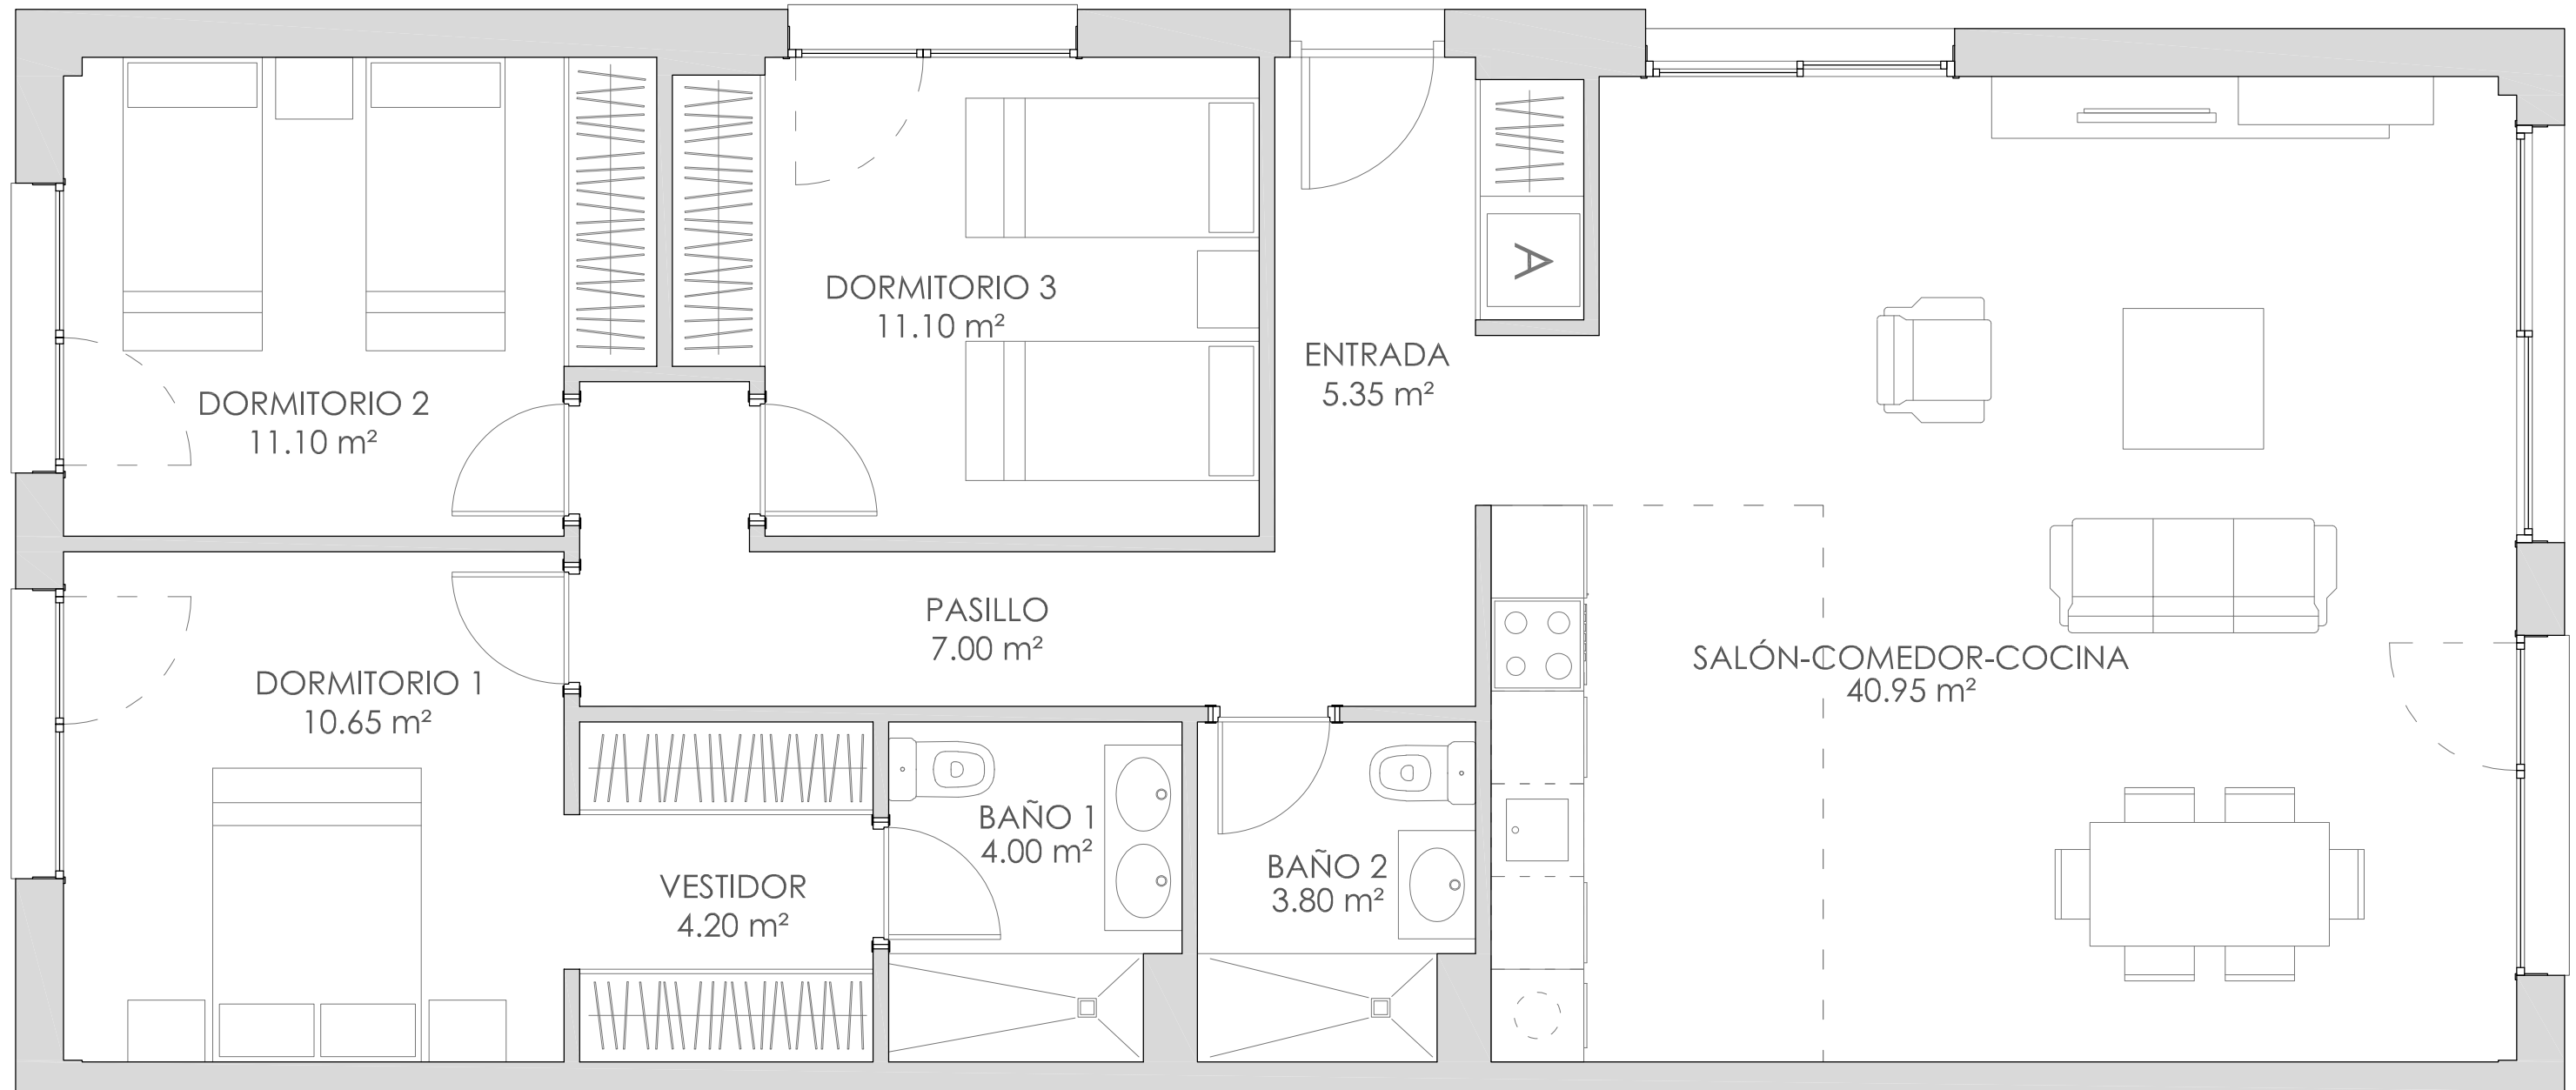 DORMITORIO 2
11.10 m²
DORMITORIO 3
11.10 m²
A
ENTRADA
5.35 m²
PASILLO
7.00 m²
SALÓN-COMEDOR-COCINA
40.95 m²
DORMITORIO 1
10.65 m²
VESTIDOR
4.20 m²
BAÑO 1
4.00 m²
BAÑO 2
3.80 m²